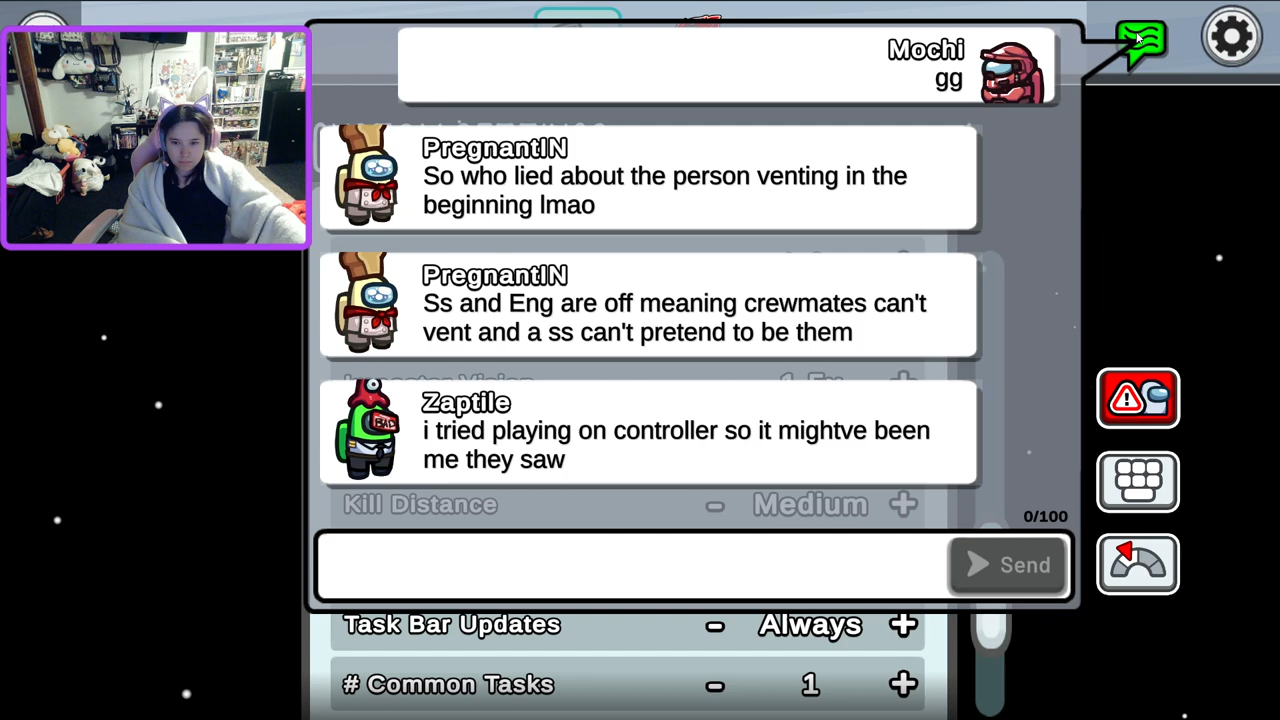 Mochi
gg
PregnantIN
So who lied about the person venting in the
beginning lmao
PregnantIN
Ss and Eng are off meaning crewmates can't
vent and a ss can't pretend to be them
Zaptile
i tried playing on controller so it mightve been
me they saw
Kill Distance - Medium +
0/100
Send
Task Bar Updates - Always +
# Common Tasks - 1 +